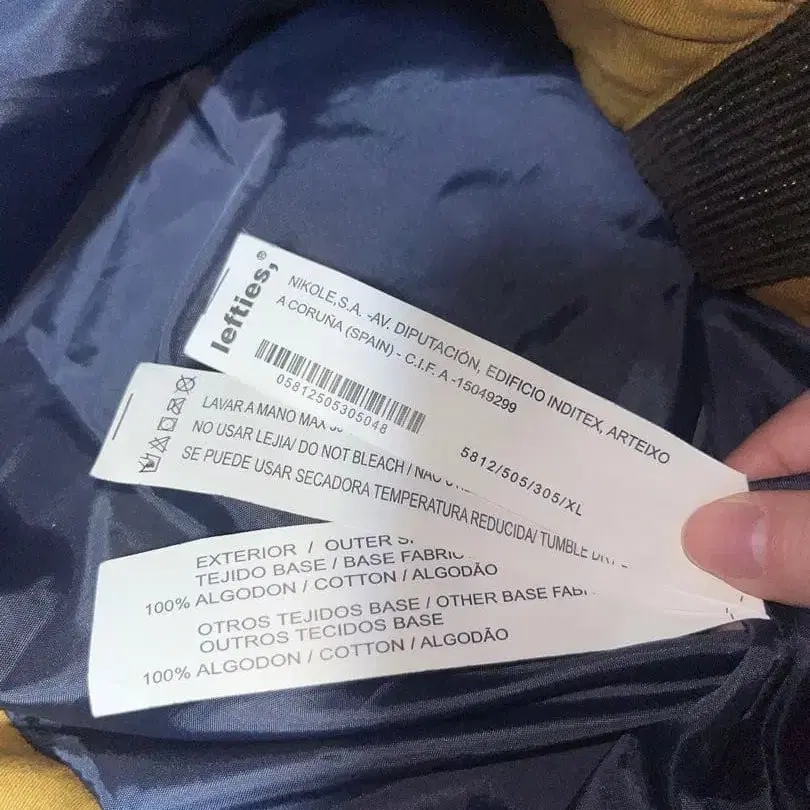 lefties,®
NIKOLE,S.A. -AV. DIPUTACIÓN, EDIFICIO INDITEX, ARTEIXO
A CORUÑA (SPAIN) - C.I.F. A -15049299
05812505305048
5812/505/305/XL
LAVAR A MANO MAX
NO USAR LEJIA/ DO NOT BLEACH /
SE PUEDE USAR SECADORA TEMPERATURA REDUCIDA/ TUMBLE
EXTERIOR / OUTER
TEJIDO BASE / BASE FABRIC
100% ALGODON / COTTON / ALGODÃO
OTROS TEJIDOS BASE / OTHER BASE
OUTROS TECIDOS BASE
100% ALGODON / COTTON / ALGODÃO